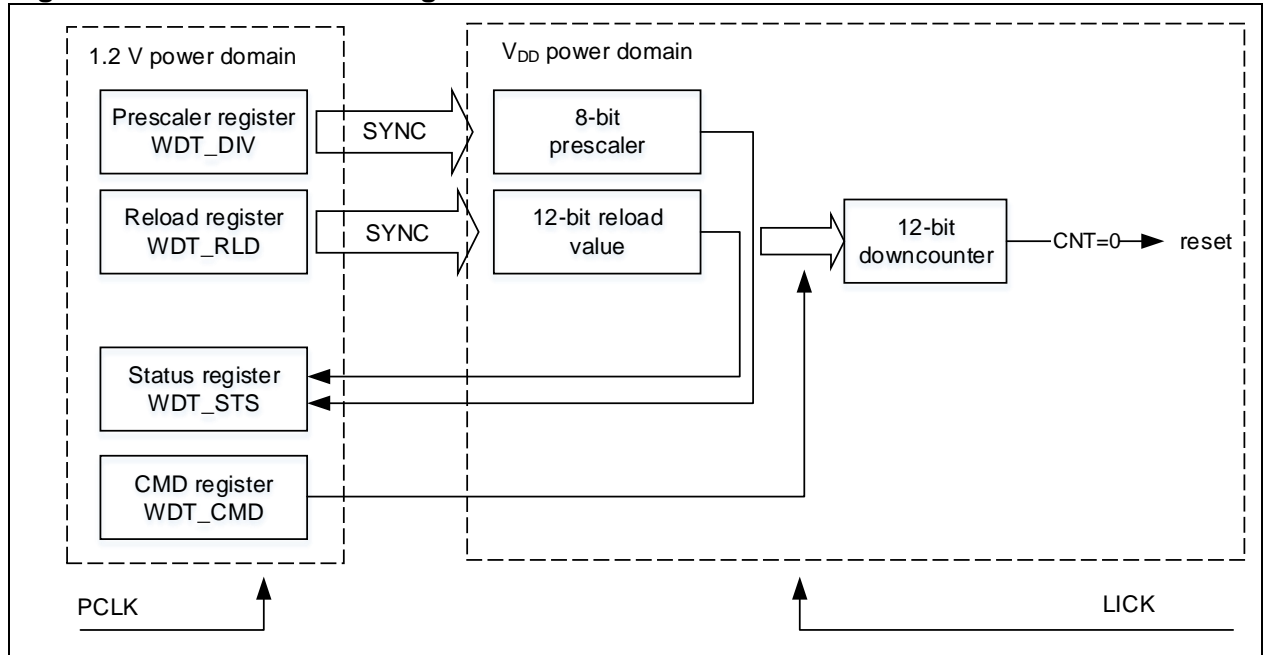 1.2 V power domain
Prescaler register
WDT_DIV
SYNC
Reload register
WDT_RLD
SYNC
Status register
WDT_STS
CMD register
WDT_CMD
PCLK
VDD power domain
8-bit
prescaler
12-bit reload
value
12-bit
downcounter
CNT=0
reset
LICK